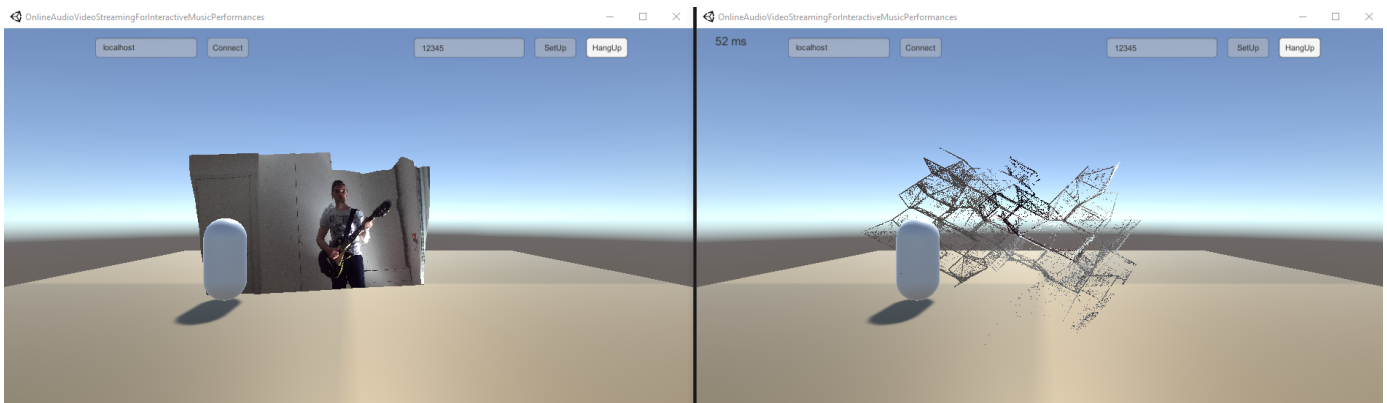 OnlineAudioVideoStreamingForInteractiveMusicPerformances
localhost
Connect
12345
SetUp
HangUp
OnlineAudioVideoStreamingForInteractiveMusicPerformances
52 ms
localhost
Connect
12345
SetUp
HangUp